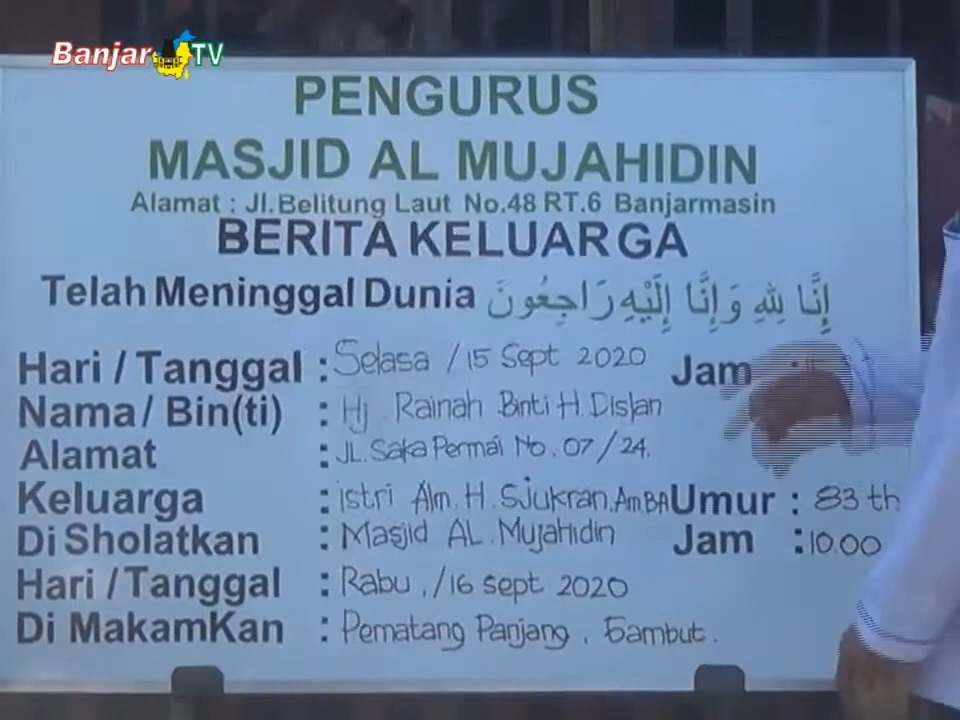 Banjar TV
PENGURUS
MASJID AL MUJAHIDIN
Alamat : Jl.Belitung Laut No.48 RT.6 Banjarmasin
BERITA KELUARGA
Telah Meninggal Dunia إِنَّا لِلّٰهِ وَإِنَّا إِلَيْهِ رَاجِعُونَ
Hari / Tanggal : Selasa / 15 Sept 2020 Jam :
Nama / Bin(ti) : Hj Rainah Binti H. Dislan
Alamat : JL. Saka Permai No. 07 / 24.
Keluarga : istri Alm. H. Sjukran. Am BA Umur : 83 th
Di Sholatkan : Masjid AL. Mujahidin Jam : 10.00
Hari / Tanggal : Rabu , / 16 sept 2020
Di MakamKan : Pematang Panjang , Gambut .